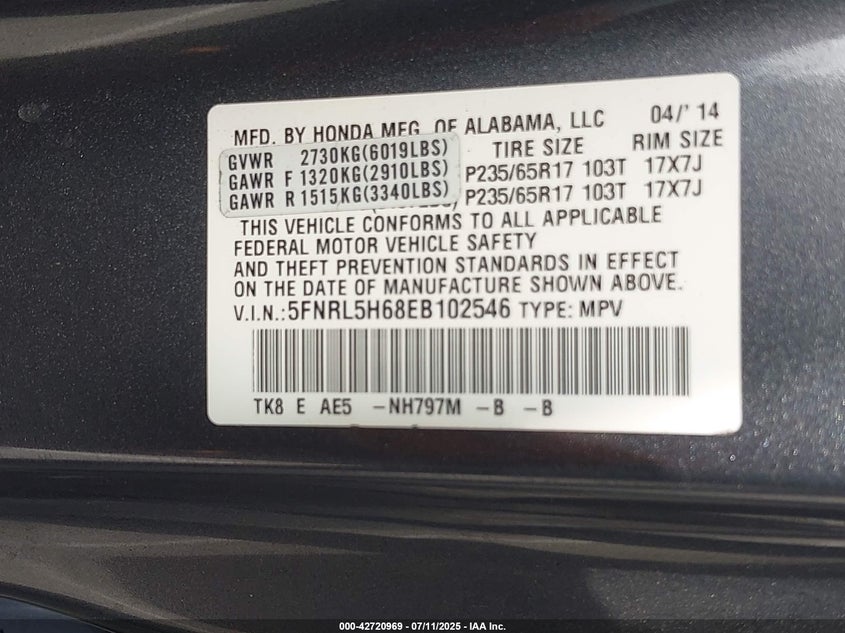 MFD. BY HONDA MFG. OF ALABAMA, LLC 04/'14
GVWR 2730KG(6019LBS) TIRE SIZE RIM SIZE
GAWR F 1320KG(2910LBS) P235/65R17 103T 17X7J
GAWR R 1515KG(3340LBS) P235/65R17 103T 17X7J
THIS VEHICLE CONFORMS TO ALL APPLICABLE
FEDERAL MOTOR VEHICLE SAFETY
AND THEFT PREVENTION STANDARDS IN EFFECT
ON THE DATE OF MANUFACTURE SHOWN ABOVE.
V.I.N.:5FNRL5H68EB102546 TYPE: MPV
TK8 E AE5 -NH797M -B -B
000-42720969 - 07/11/2025 - IAA Inc.